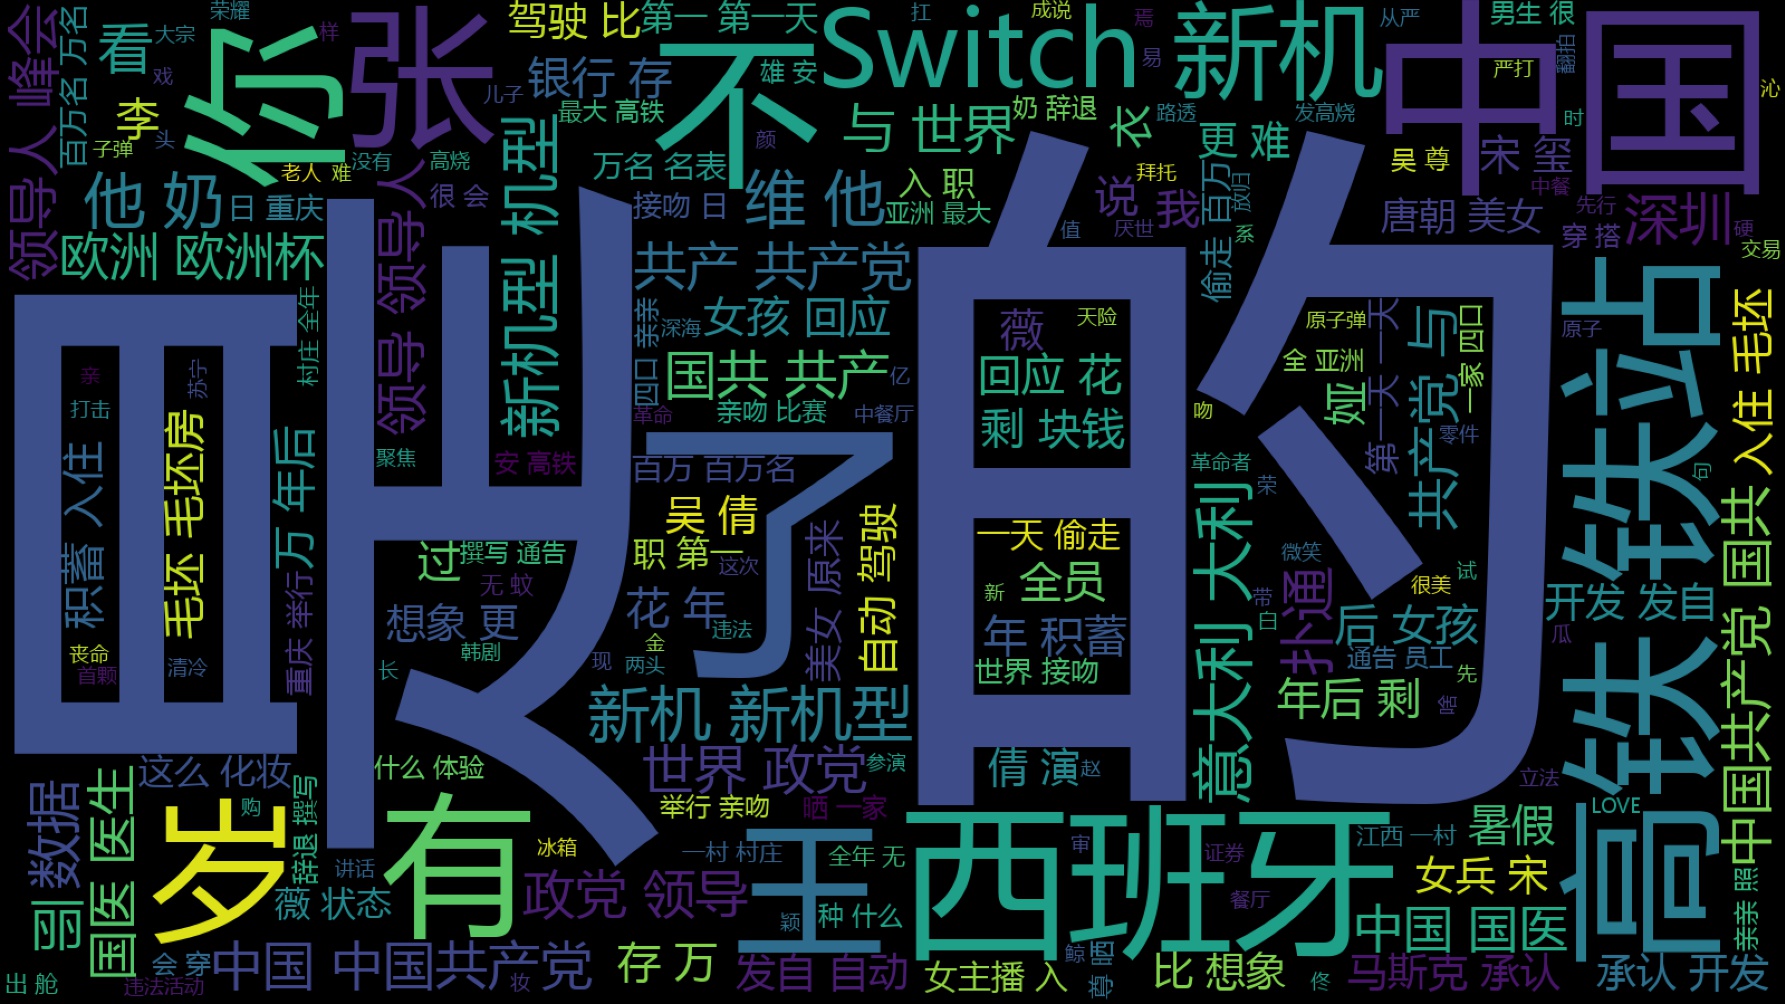 的
取
了
中国
你
张
不
Switch
新机
西班牙
高铁
铁站
岁
有
王
领导人 峰会
百万名 万名
荣耀
大宗
样
看
戏
李
头
子弹
老人 难
没有
高烧
儿子
驾驶 比
第一 第一天
扛
成说
焉
易
从严
男生 很
翻拍
严打
沁
银行 存
雄 安
最大 高铁
奶 辞退
路透
发高烧
时
颜
与 世界
衣
更 难
吴 尊
宋 玺
中餐
万名 名表
入 职
拜托
他 奶
日 重庆
很 会
接吻 日
维 他
亚洲 最大
说 我
值
厌世
偷走 百万
放归
系
唐朝 美女
先行
穿 搭
深圳
硬
交易
欧洲 欧洲杯
领导 领导人
新机型 机型
共产 共产党
亲亲
深海
女孩 回应
四口
国共 共产
亿
革命
亲吻 比赛
中餐厅
薇
天险
回应 花
剩 块钱
吻
原子弹
全 亚洲
娅
第一天 一天
共产党 与
一家 四口
零件
原子
入住 毛坯
村庄 全年
苏宁
亲
打击
积蓄 入住
毛坯 毛坯房
万 年后
聚焦
安 高铁
百万 百万名
吴 倩
职 第一
这次
过
撰写 通告
无 蚊
想象 更
花 年
违法
金
韩剧
长
现
两头
美女 原来
自动 驾驶
一天 偷走
新
全员
年 积蓄
世界 接吻
革命者
荣
意大利 大利
微笑
带
白
扑通
很美
试
后 女孩
通告 员工
先
年后 剩
啥
句
开发 发自
瓜
中国共产党 国共
丧命
首颗
清冷
重庆 举行
新机 新机型
世界 政党
参演
倩 演
赵
立法
LOVE
这么 化妆
什么 体验
举行 亲吻
晒 一家
数据
国医 医生
购
辞退 撰写
讲话
冰箱
一村 村庄
全年 无
审
证券
江西 一村
暑假
女兵 宋
丽
薇 状态
政党 领导
颖
种 什么
餐厅
中国 国医
亲亲 照
出 舱
会 穿
违法活动
中国 中国共产党
妆
存 万
发自 自动
女主播 入
鲸
尊 晒
比 想象
佟
马斯克 承认
承认 开发